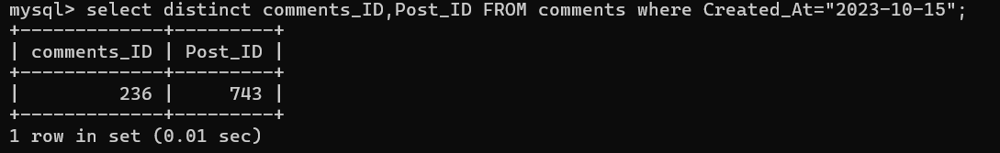 mysql> select distinct comments_ID,Post_ID FROM comments where Created_At="2023-10-15";
+-------------+---------+
| comments_ID | Post_ID |
+-------------+---------+
|         236 |     743 |
+-------------+---------+
1 row in set (0.01 sec)